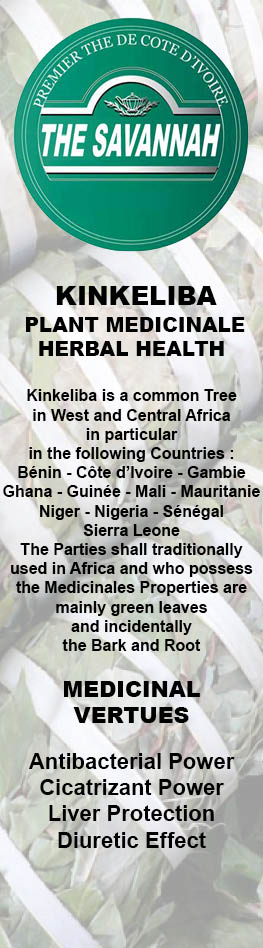 PREMIER THE DE COTE D'IVOIRE
THE SAVANNAH
KINKELIBA
PLANT MEDICINALE
HERBAL HEALTH
Kinkeliba is a common Tree
in West and Central Africa
in particular
in the following Countries :
Bénin - Côte d'Ivoire - Gambie
Ghana - Guinée - Mali - Mauritanie
Niger - Nigeria - Sénégal
Sierra Leone
The Parties shall traditionally
used in Africa and who possess
the Medicinales Properties are
mainly green leaves
and incidentally
the Bark and Root
MEDICINAL
VERTUES
Antibacterial Power
Cicatrizant Power
Liver Protection
Diuretic Effect